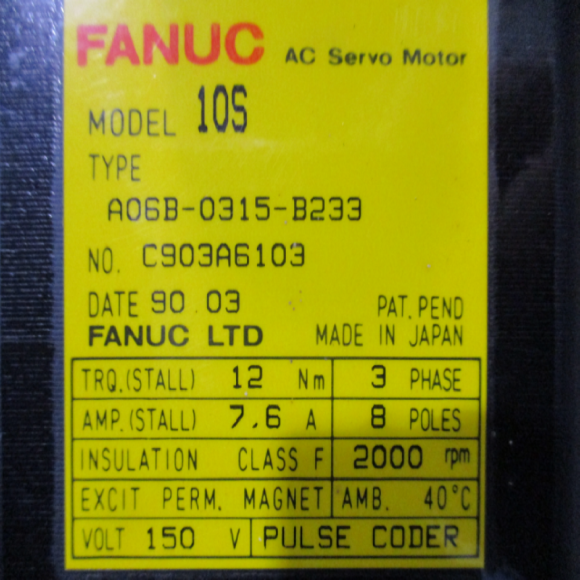 FANUC AC Servo Motor
MODEL 10S
TYPE
A06B-0315-B233
NO. C903A6103
DATE 90.03 PAT. PEND
FANUC LTD MADE IN JAPAN
TRQ.(STALL) 12 Nm 3 PHASE
AMP.(STALL) 7.6 A 8 POLES
INSULATION CLASS F 2000 rpm
EXCIT PERM. MAGNET AMB. 40°C
VOLT 150 V PULSE CODER